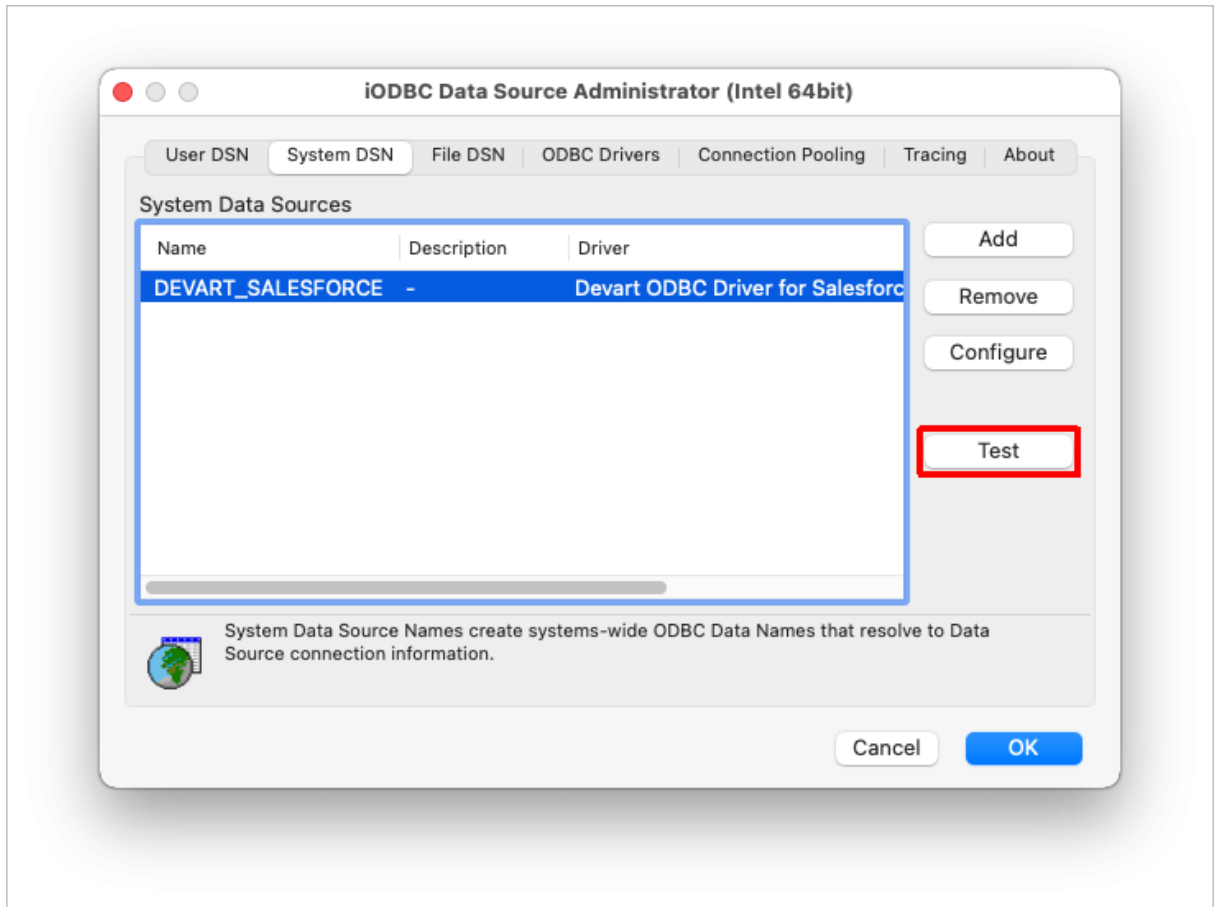 iODBC Data Source Administrator (Intel 64bit)
User DSN System DSN File DSN ODBC Drivers Connection Pooling Tracing About
System Data Sources
Name Description Driver
DEVART_SALESFORCE - Devart ODBC Driver for Salesforc
Add
Remove
Configure
Test
System Data Source Names create systems-wide ODBC Data Names that resolve to Data
Source connection information.
Cancel OK